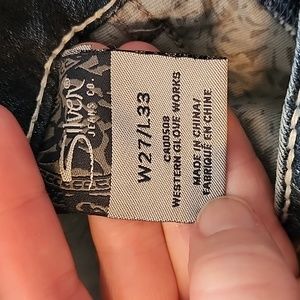 Silver
JEANS CO.
W27/L33
CA00508
WESTERN GLOVE WORKS
MADE IN CHINA/
FABRIQUÉ EN CHINE